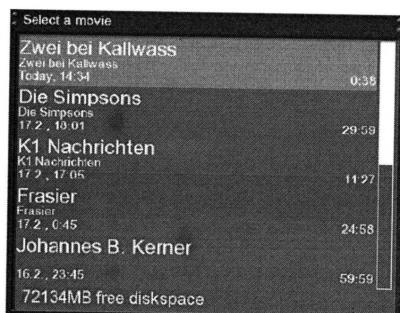 Select a movie
Zwei bei Kallwass
Zwei bei Kallwass
Today, 14:34
0:38
Die Simpsons
Die Simpsons
17.2., 18:01
29:59
K1 Nachrichten
K1 Nachrichten
17.2., 17:05
11:27
Frasier
Frasier
17.2., 0:45
24:58
Johannes B. Kerner
16.2., 23:45
59:59
72134MB free diskspace